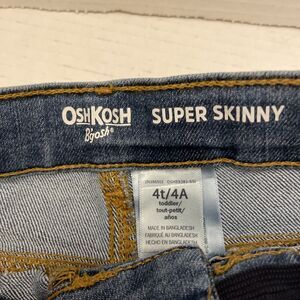 OSHKOSH
B'gosh®
SUPER SKINNY
4t/4A
toddler/
tout-petit/
años
MADE IN BANGLADESH
FABRIQUÉ AU BANGLADESH
HECHO EN BANGLADESH